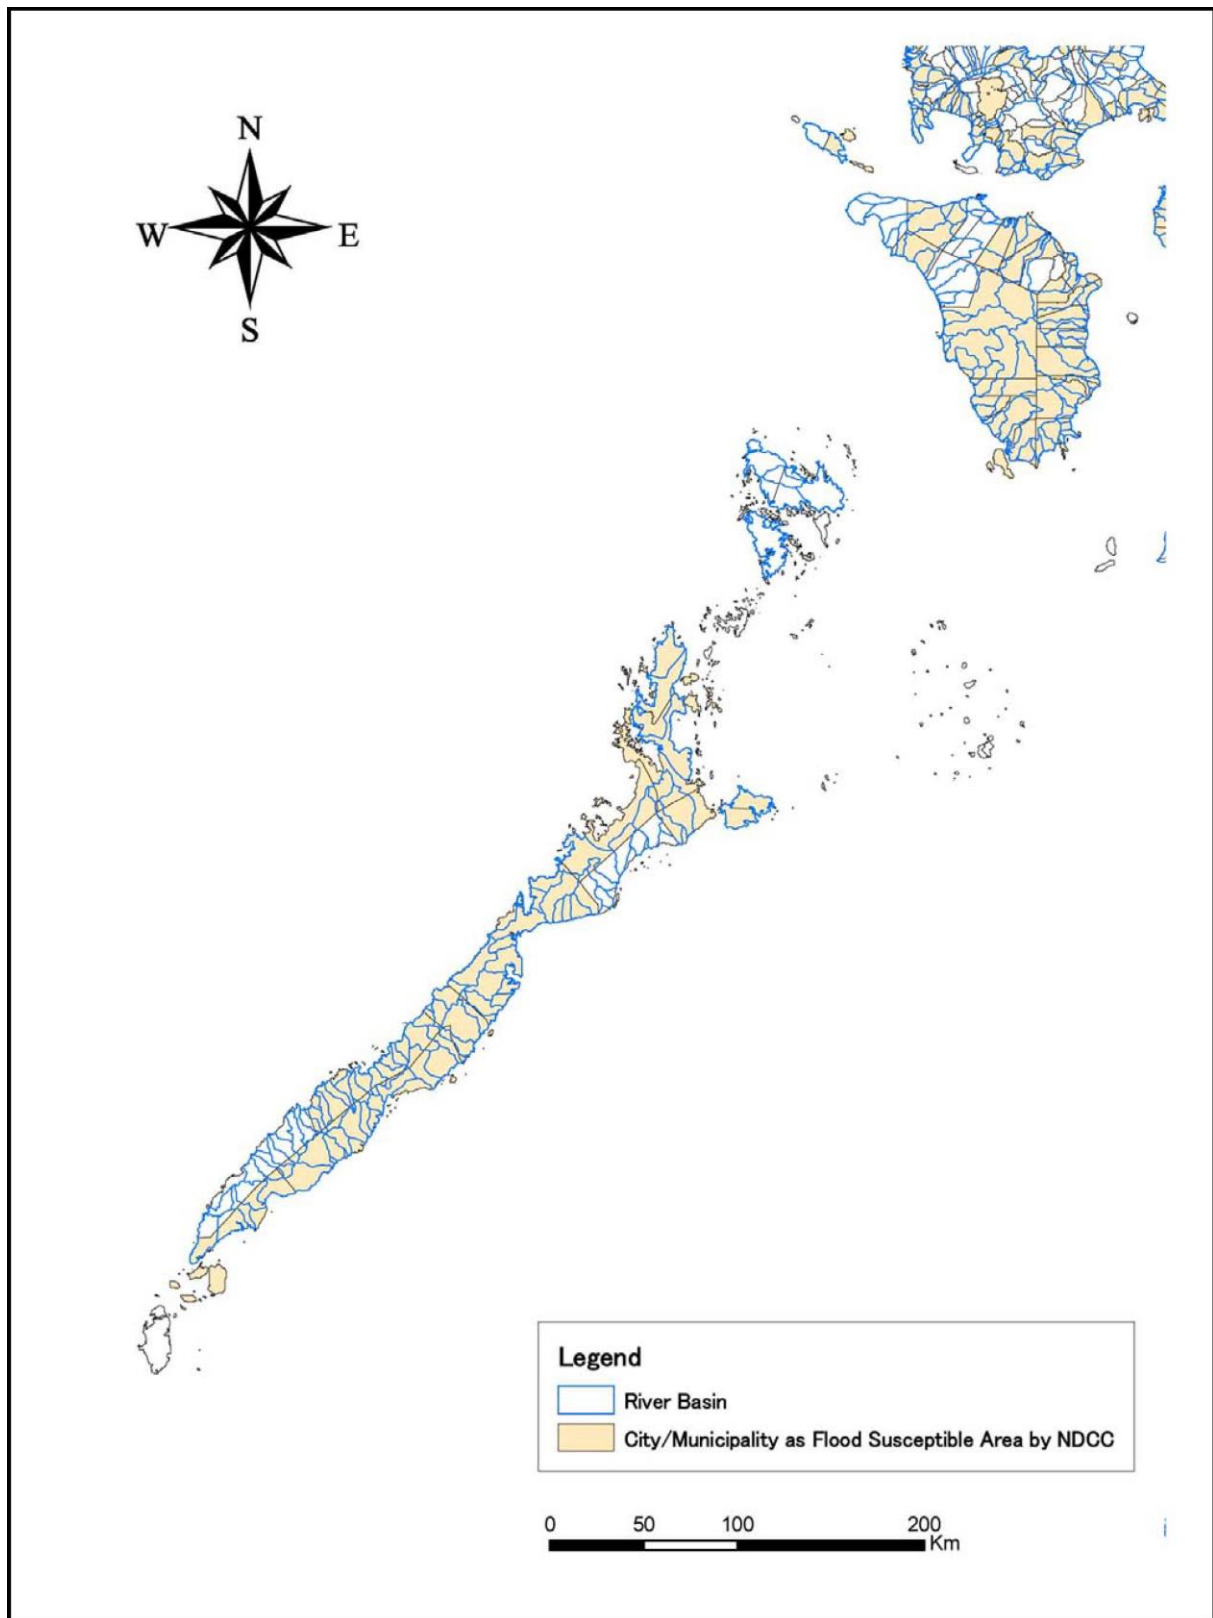 N
W E
S
Legend
River Basin
City/Municipality as Flood Susceptible Area by NDCC
0 50 100 200
Km